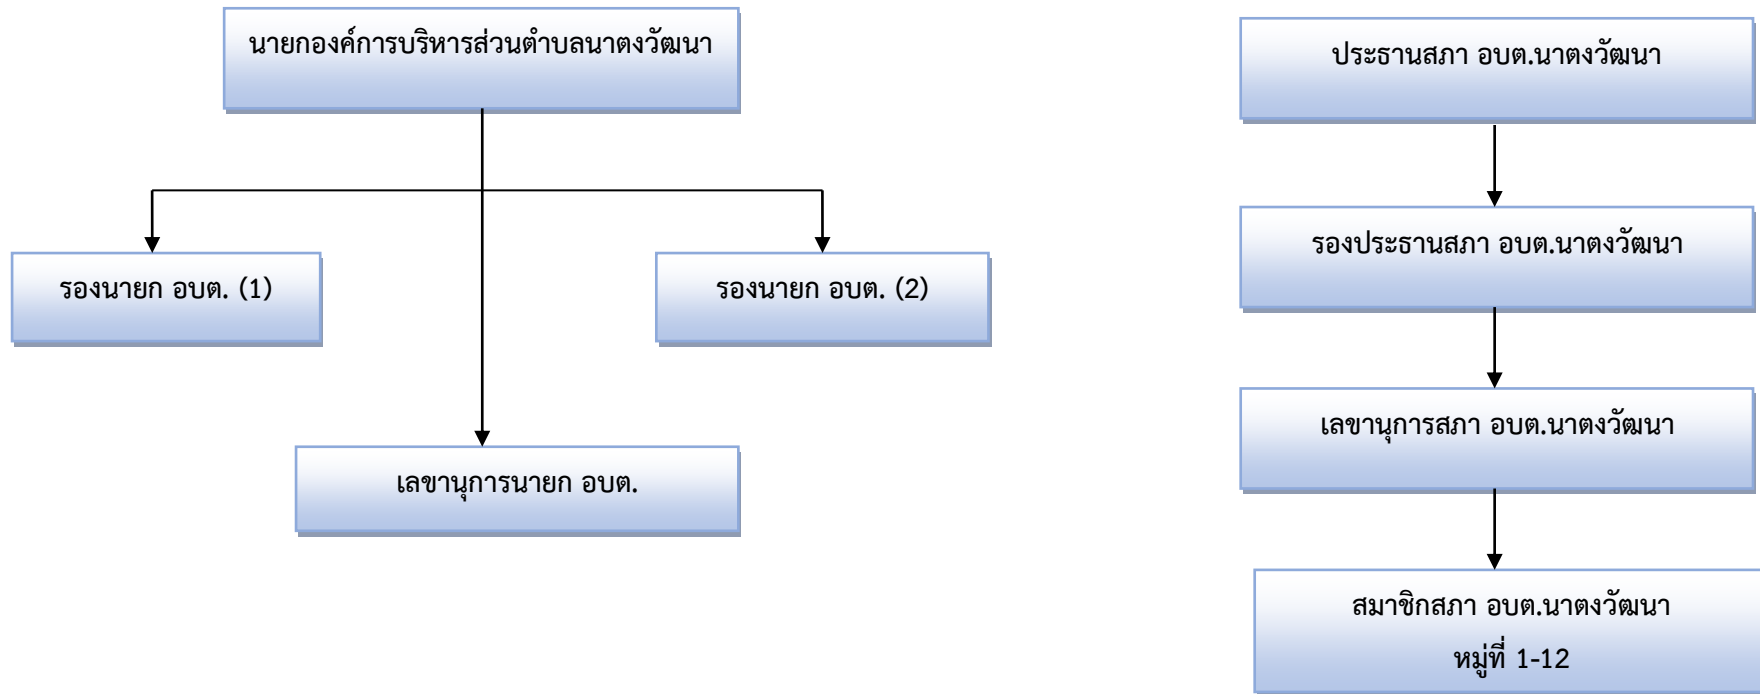 นายกองค์การบริหารส่วนตำบลนาตงวัฒนา
รองนายก อบต. (1)
รองนายก อบต. (2)
เลขานุการนายก อบต.
ประธานสภา อบต.นาตงวัฒนา
รองประธานสภา อบต.นาตงวัฒนา
เลขานุการสภา อบต.นาตงวัฒนา
สมาชิกสภา อบต.นาตงวัฒนา
หมู่ที่ 1-12